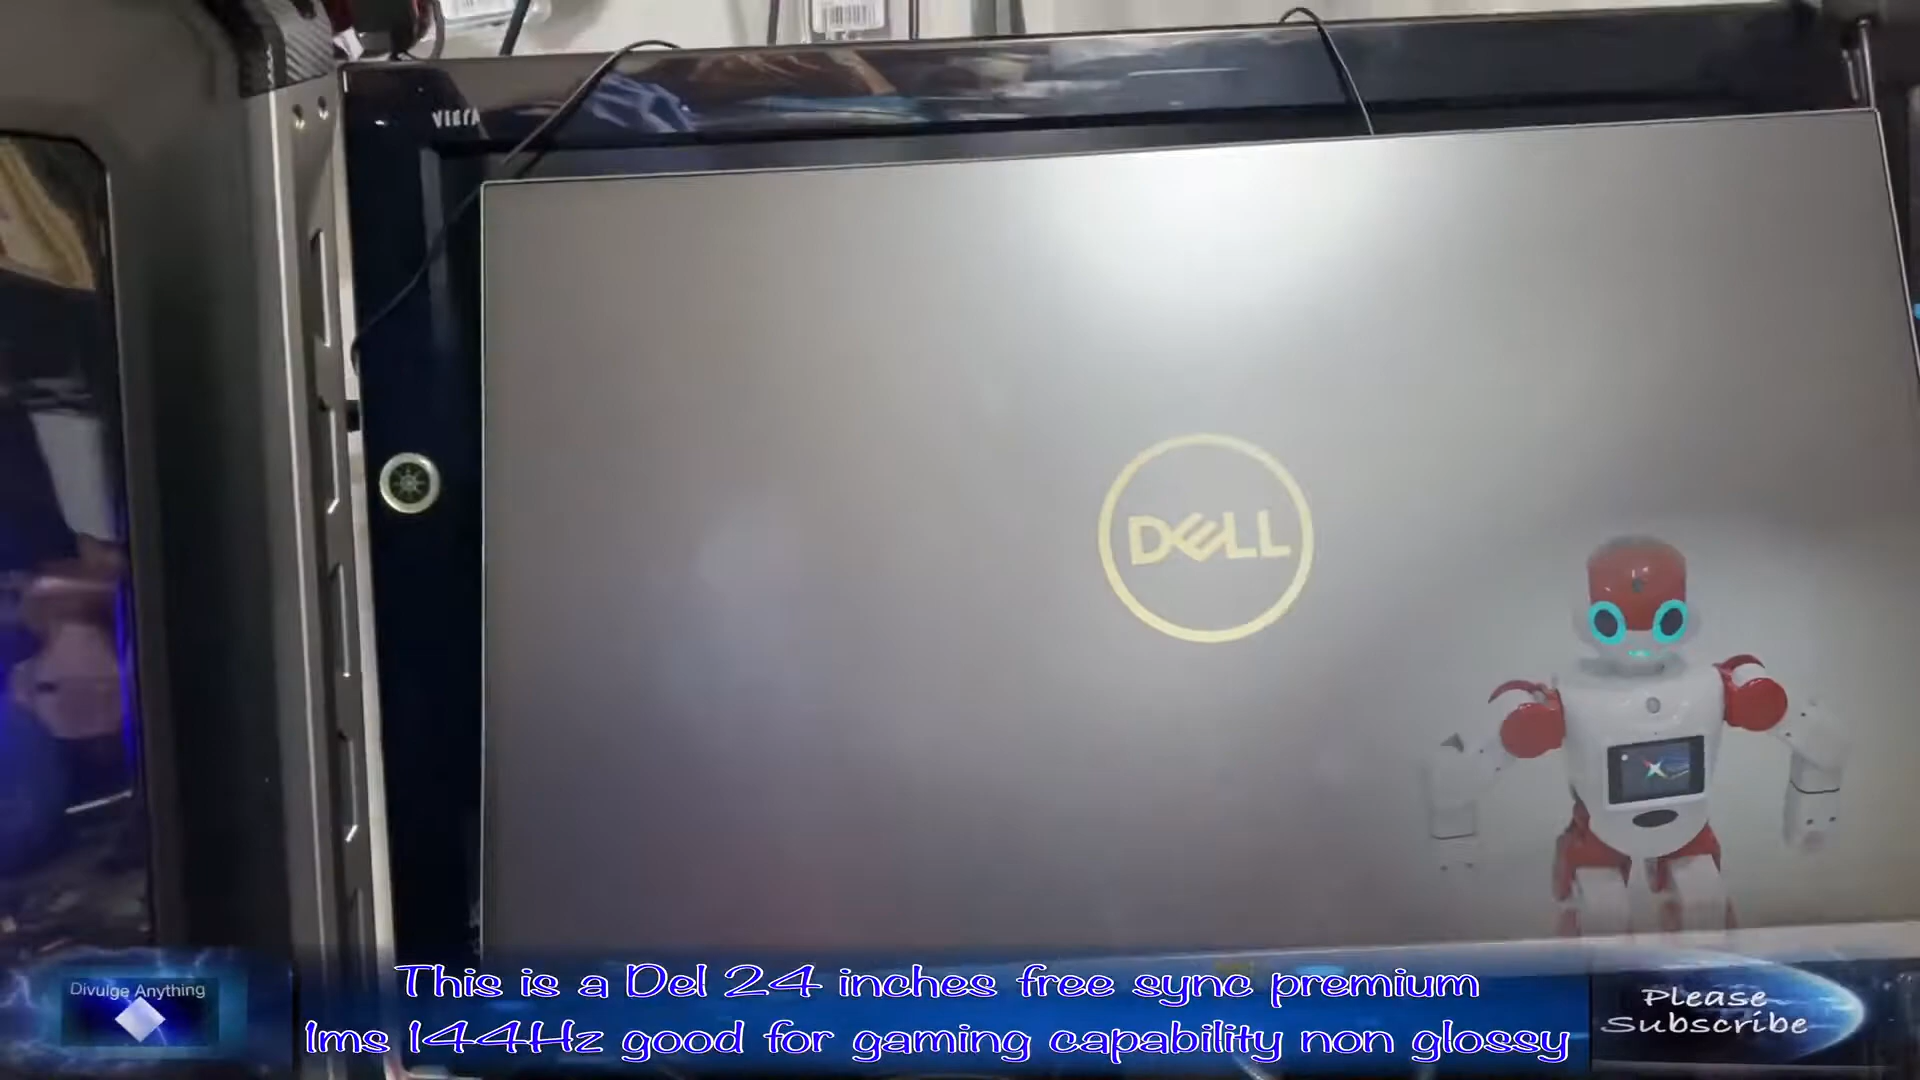 VIERA
DELL
Divulge Anything
This is a Del 24 inches free sync premium
1ms 144Hz good for gaming capability non glossy
Please
Subscribe